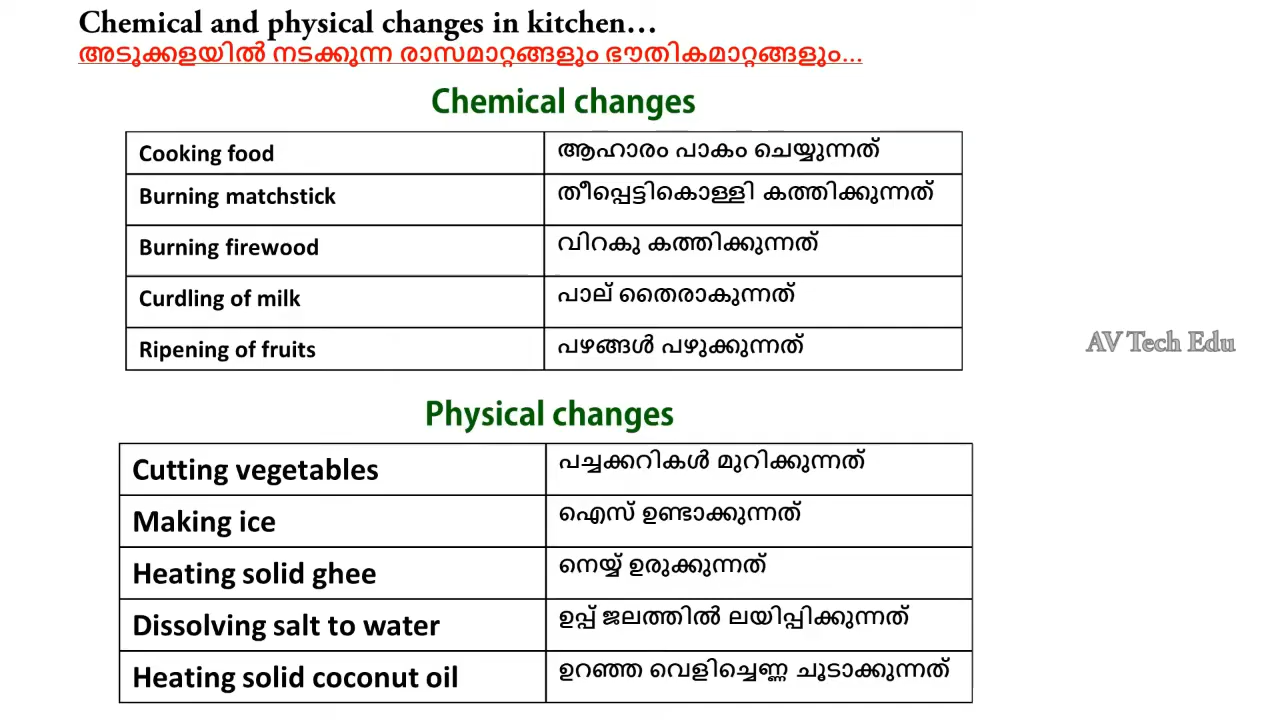 Chemical and physical changes in kitchen...
അടുക്കളയിൽ നടക്കുന്ന രാസമാറ്റങ്ങളും ഭൗതികമാറ്റങ്ങളും...
Chemical changes
Cooking food ആഹാരം പാകം ചെയ്യുന്നത്
Burning matchstick തീപ്പെട്ടികൊള്ളി കത്തിക്കുന്നത്
Burning firewood വിറകു കത്തിക്കുന്നത്
Curdling of milk പാല് തൈരാകുന്നത്
Ripening of fruits പഴങ്ങൾ പഴുക്കുന്നത്
AV Tech Edu
Physical changes
Cutting vegetables പച്ചക്കറികൾ മുറിക്കുന്നത്
Making ice ഐസ് ഉണ്ടാക്കുന്നത്
Heating solid ghee നെയ്യ് ഉരുക്കുന്നത്
Dissolving salt to water ഉപ്പ് ജലത്തിൽ ലയിപ്പിക്കുന്നത്
Heating solid coconut oil ഉറഞ്ഞ വെളിച്ചെണ്ണ ചൂടാക്കുന്നത്